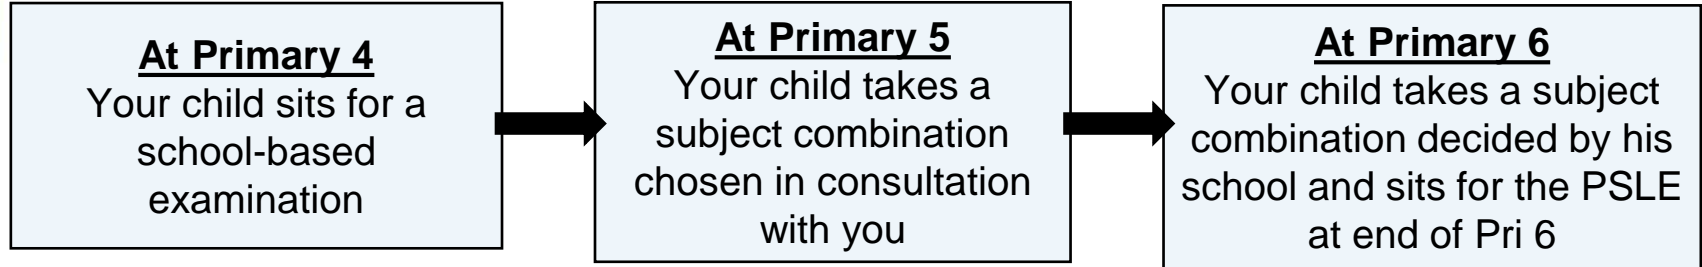 At Primary 4
Your child sits for a
school-based
examination
At Primary 5
Your child takes a
subject combination
chosen in consultation
with you
At Primary 6
Your child takes a subject
combination decided by his
school and sits for the PSLE
at end of Pri 6